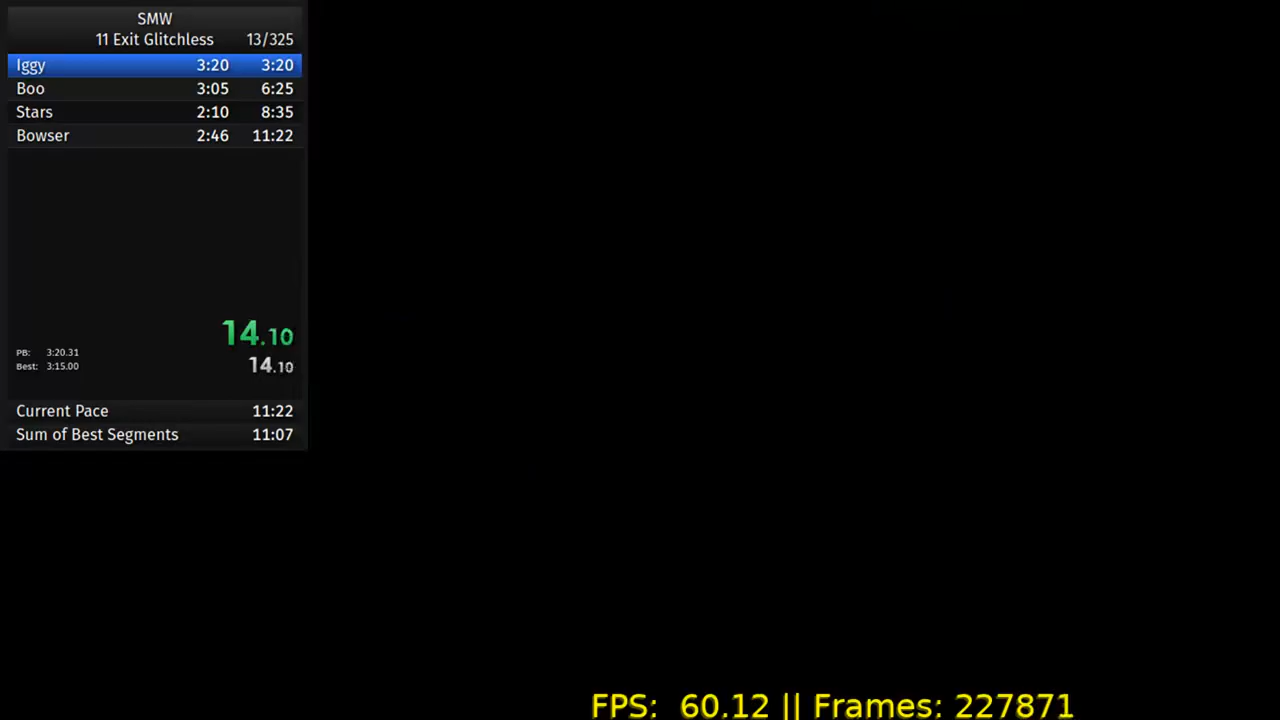 SMW
11 Exit Glitchless 13/325
Iggy 3:20 3:20
Boo 3:05 6:25
Stars 2:10 8:35
Bowser 2:46 11:22
14.10
PB: 3:20.31
Best: 3:15.00 14.10
Current Pace 11:22
Sum of Best Segments 11:07
FPS: 60.12 || Frames: 227871